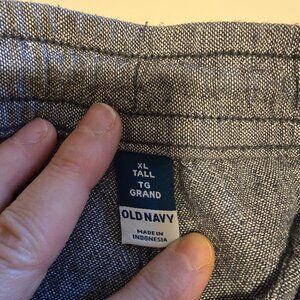 XL
TALL
TG
GRAND
OLD NAVY
MADE IN
INDONESIA